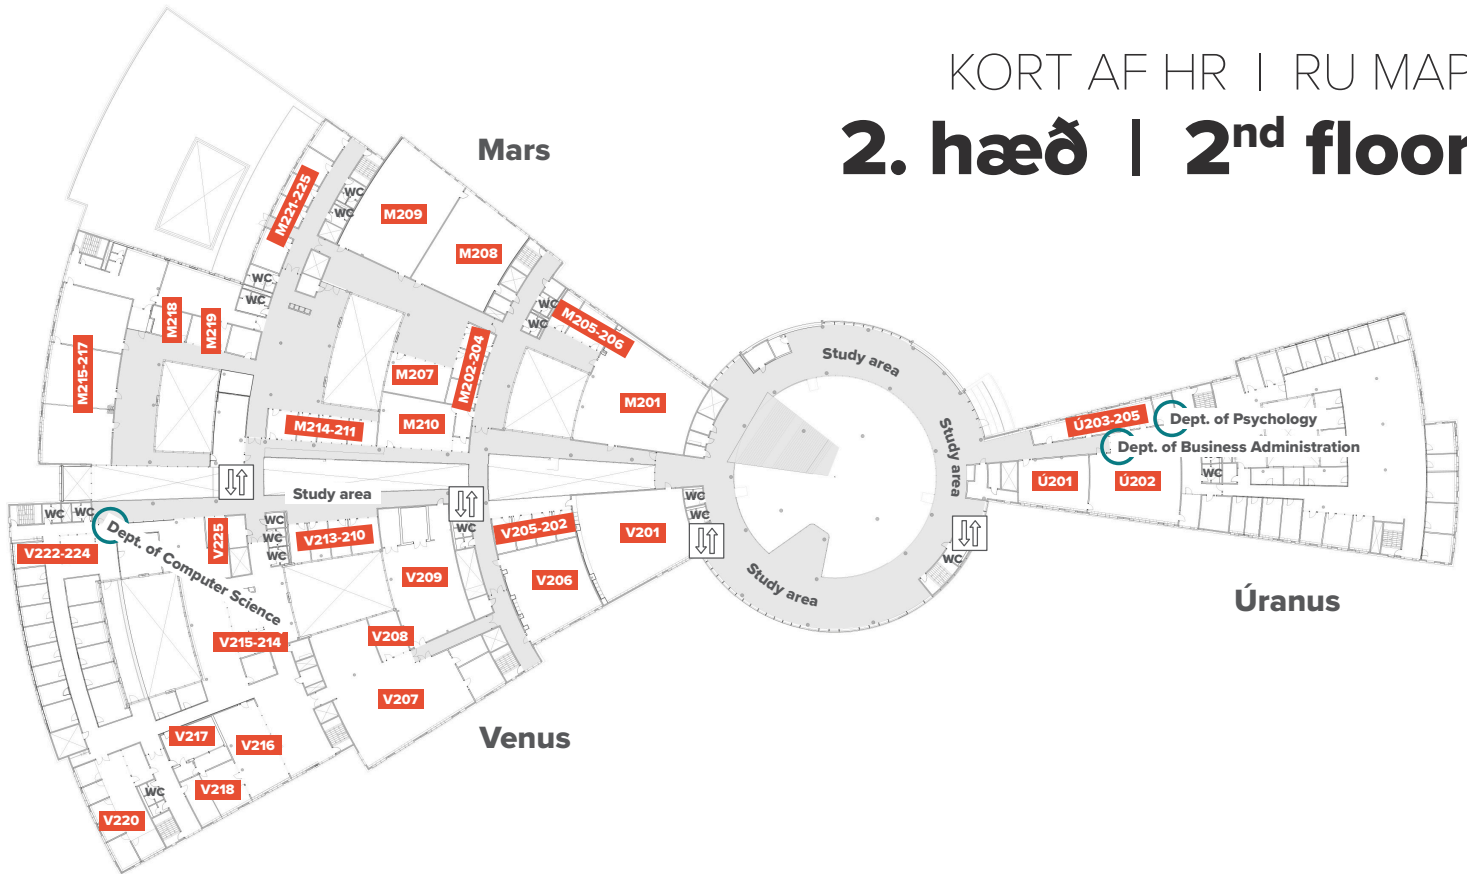 KORT AF HR | RU MAP
2. hæð | 2nd floor
Mars
M221-225
WC
WC
M209
M208
WC
WC
M218
M219
M215-217
WC
WC
M205-206
M202-204
M207
M201
M214-211
M210
Study area
Study area
Study area
Study area
Ú203-205
Dept. of Psychology
Dept. of Business Administration
Ú201
Ú202
WC
WC
Úranus
WC
WC
V222-224
Dept. of Computer Science
V225
WC
WC
WC
V213-210
WC
V205-202
V201
WC
WC
V209
V206
V208
V215-214
V207
Venus
V217
V216
V218
WC
V220